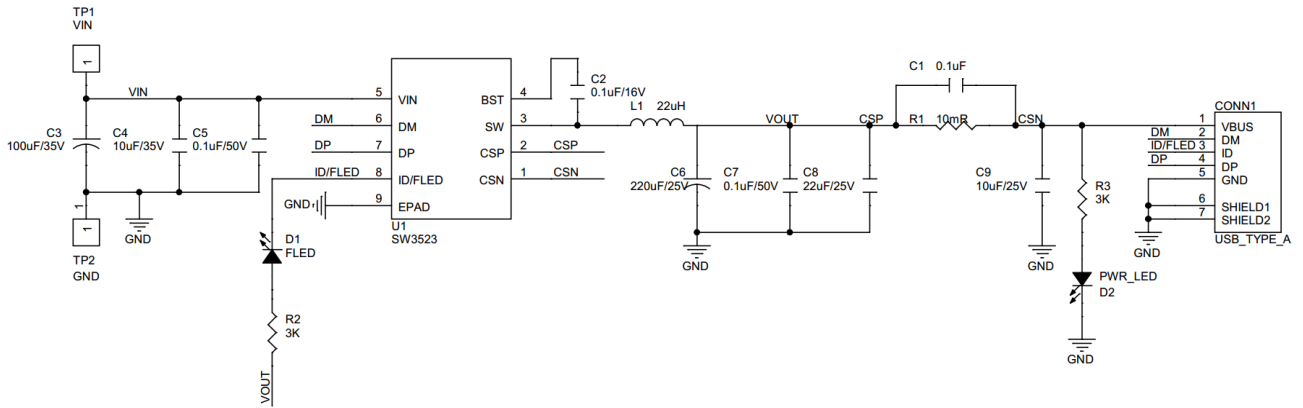 TP1
VIN
1
VIN
C3
100uF/35V
C4
10uF/35V
C5
0.1uF/50V
1
TP2
GND
GND
DM
DP
ID/FLED
GND
5
6
7
8
9
VIN
DM
DP
ID/FLED
EPAD
BST
SW
CSP
CSN
4
3
2
1
U1
SW3523
CSP
CSN
D1
FLED
R2
3K
VOUT
C2
0.1uF/16V
L1 22uH
VOUT
CSP
C1 0.1uF
R1 10mR
CSN
C6
220uF/25V
C7
0.1uF/50V
C8
22uF/25V
GND
C9
10uF/25V
GND
R3
3K
PWR_LED
D2
GND
CONN1
1 VBUS
DM 2 DM
ID/FLED 3 ID
DP 4 DP
5 GND
6 SHIELD1
7 SHIELD2
USB_TYPE_A
GND